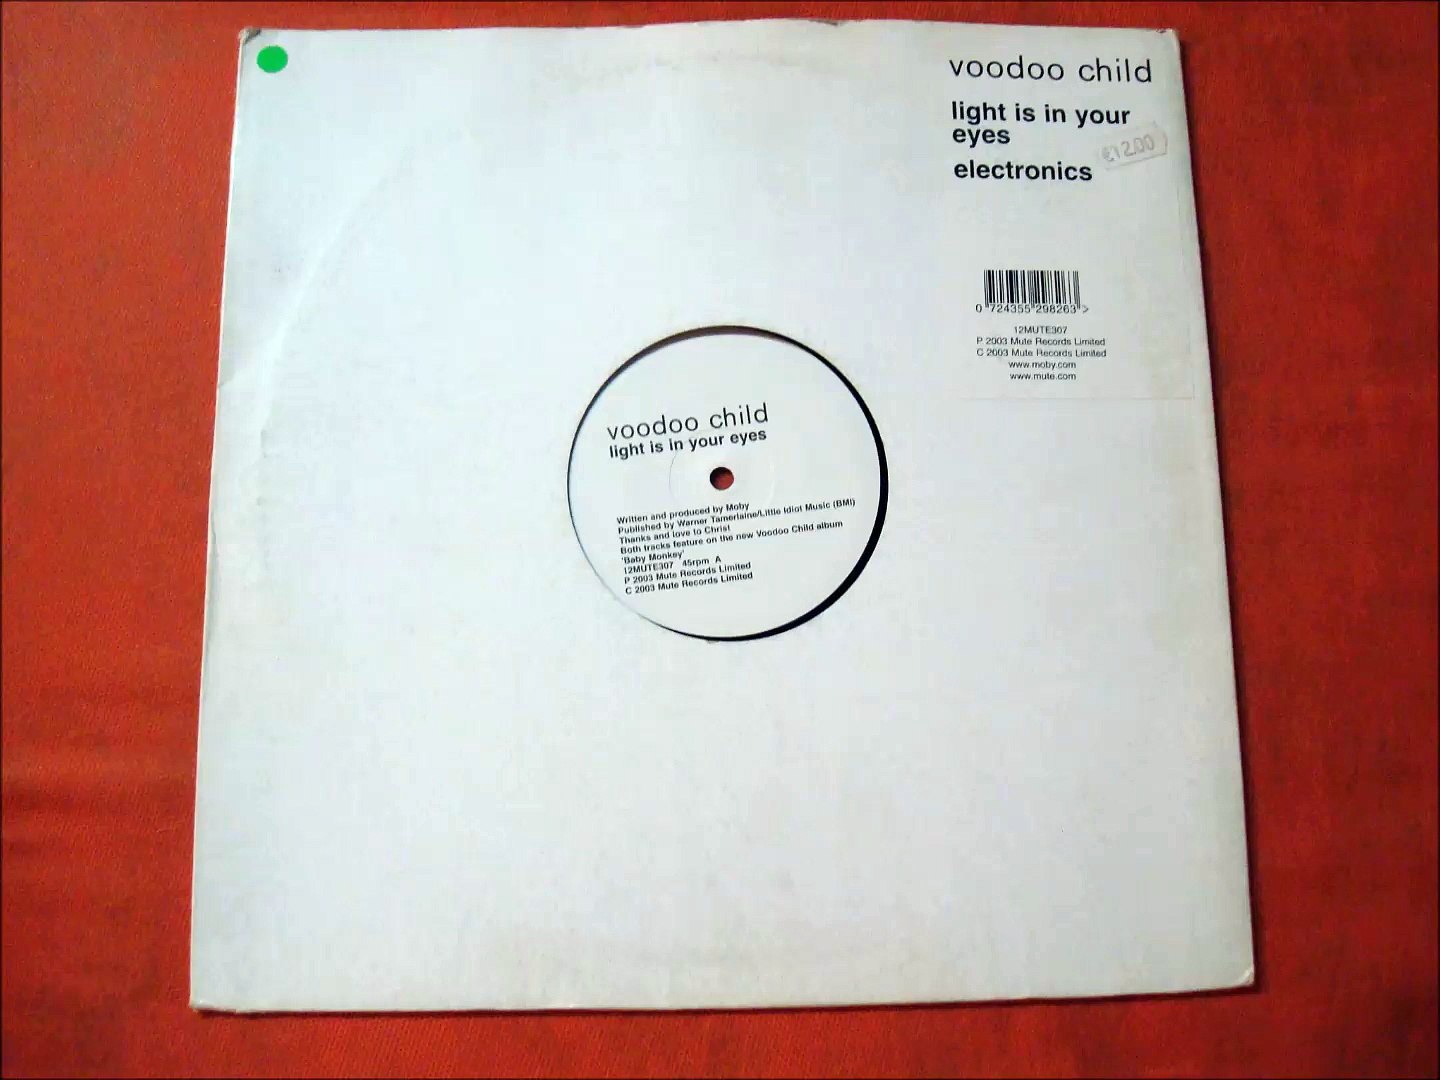 voodoo child
light is in your
eyes
electronics
€12.00
0 724355 298263 >
12MUTE307
P 2003 Mute Records Limited
C 2003 Mute Records Limited
www.moby.com
www.mute.com
voodoo child
light is in your eyes
Written and produced by Moby
Published by Warner Tamerlaine/Little Idiot Music (BMI)
Thanks and love to Christ
Both tracks feature on the new Voodoo Child album
'Baby Monkey'
12MUTE307 45rpm A
P 2003 Mute Records Limited
C 2003 Mute Records Limited